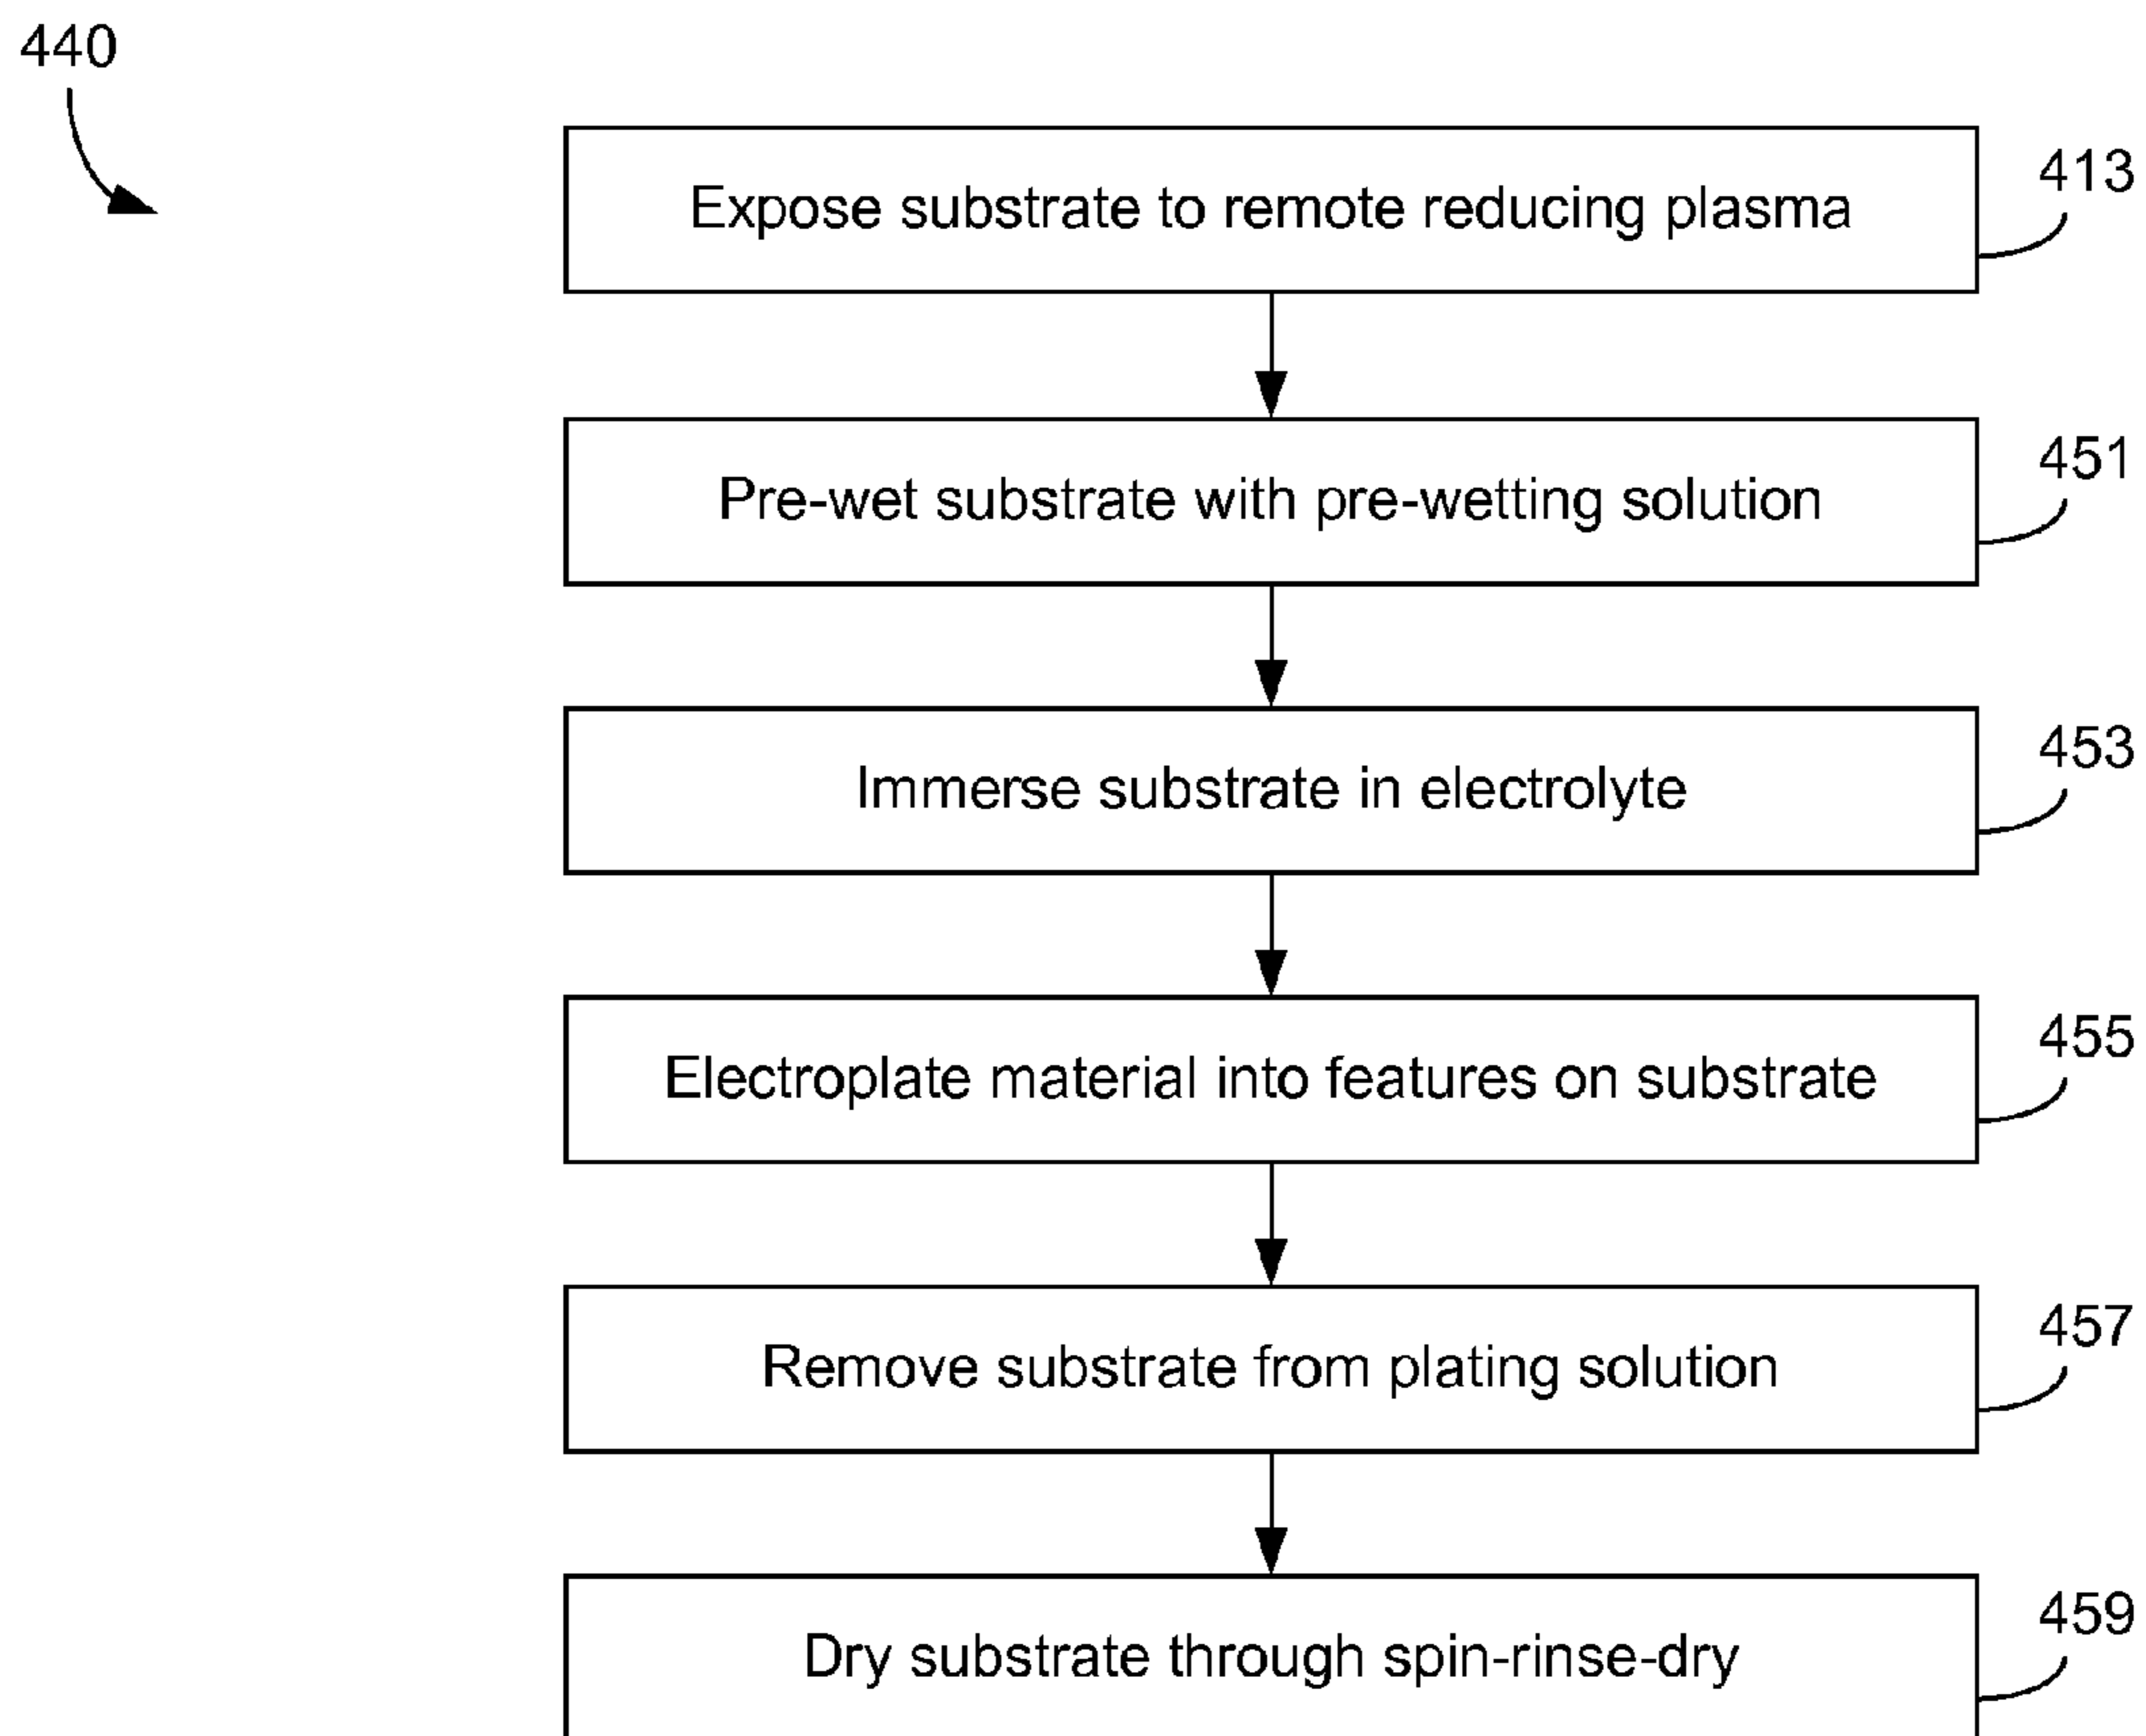 440
Expose substrate to remote reducing plasma
413
Pre-wet substrate with pre-wetting solution
451
Immerse substrate in electrolyte
453
Electroplate material into features on substrate
455
Remove substrate from plating solution
457
Dry substrate through spin-rinse-dry
459